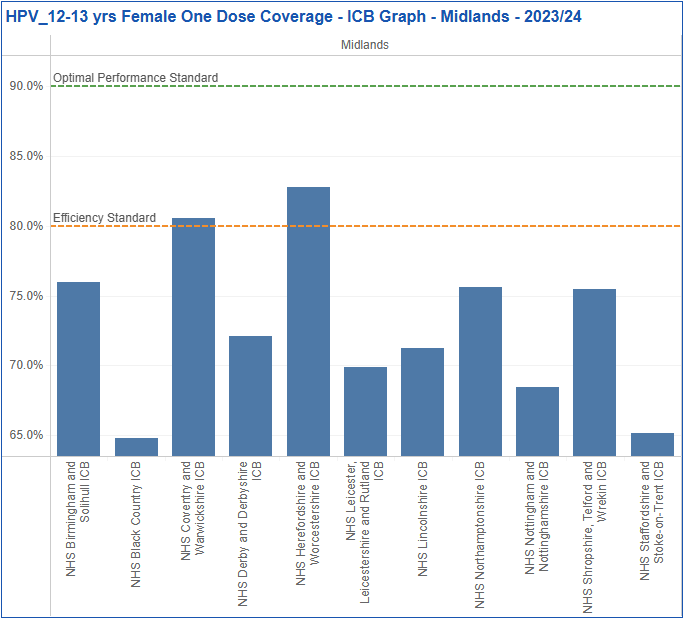 HPV_12-13 yrs Female One Dose Coverage - ICB Graph - Midlands - 2023/24
Midlands
Optimal Performance Standard
90.0%
85.0%
Efficiency Standard
80.0%
75.0%
70.0%
65.0%
NHS Birmingham and
Solihull ICB
NHS Black Country ICB
NHS Coventry and
Warwickshire ICB
NHS Derby and Derbyshire
ICB
NHS Herefordshire and
Worcestershire ICB
NHS Leicester,
Leicestershire and Rutland
ICB
NHS Lincolnshire ICB
NHS Northamptonshire ICB
NHS Nottingham and
Nottinghamshire ICB
NHS Shropshire, Telford and
Wrekin ICB
NHS Staffordshire and
Stoke-on-Trent ICB